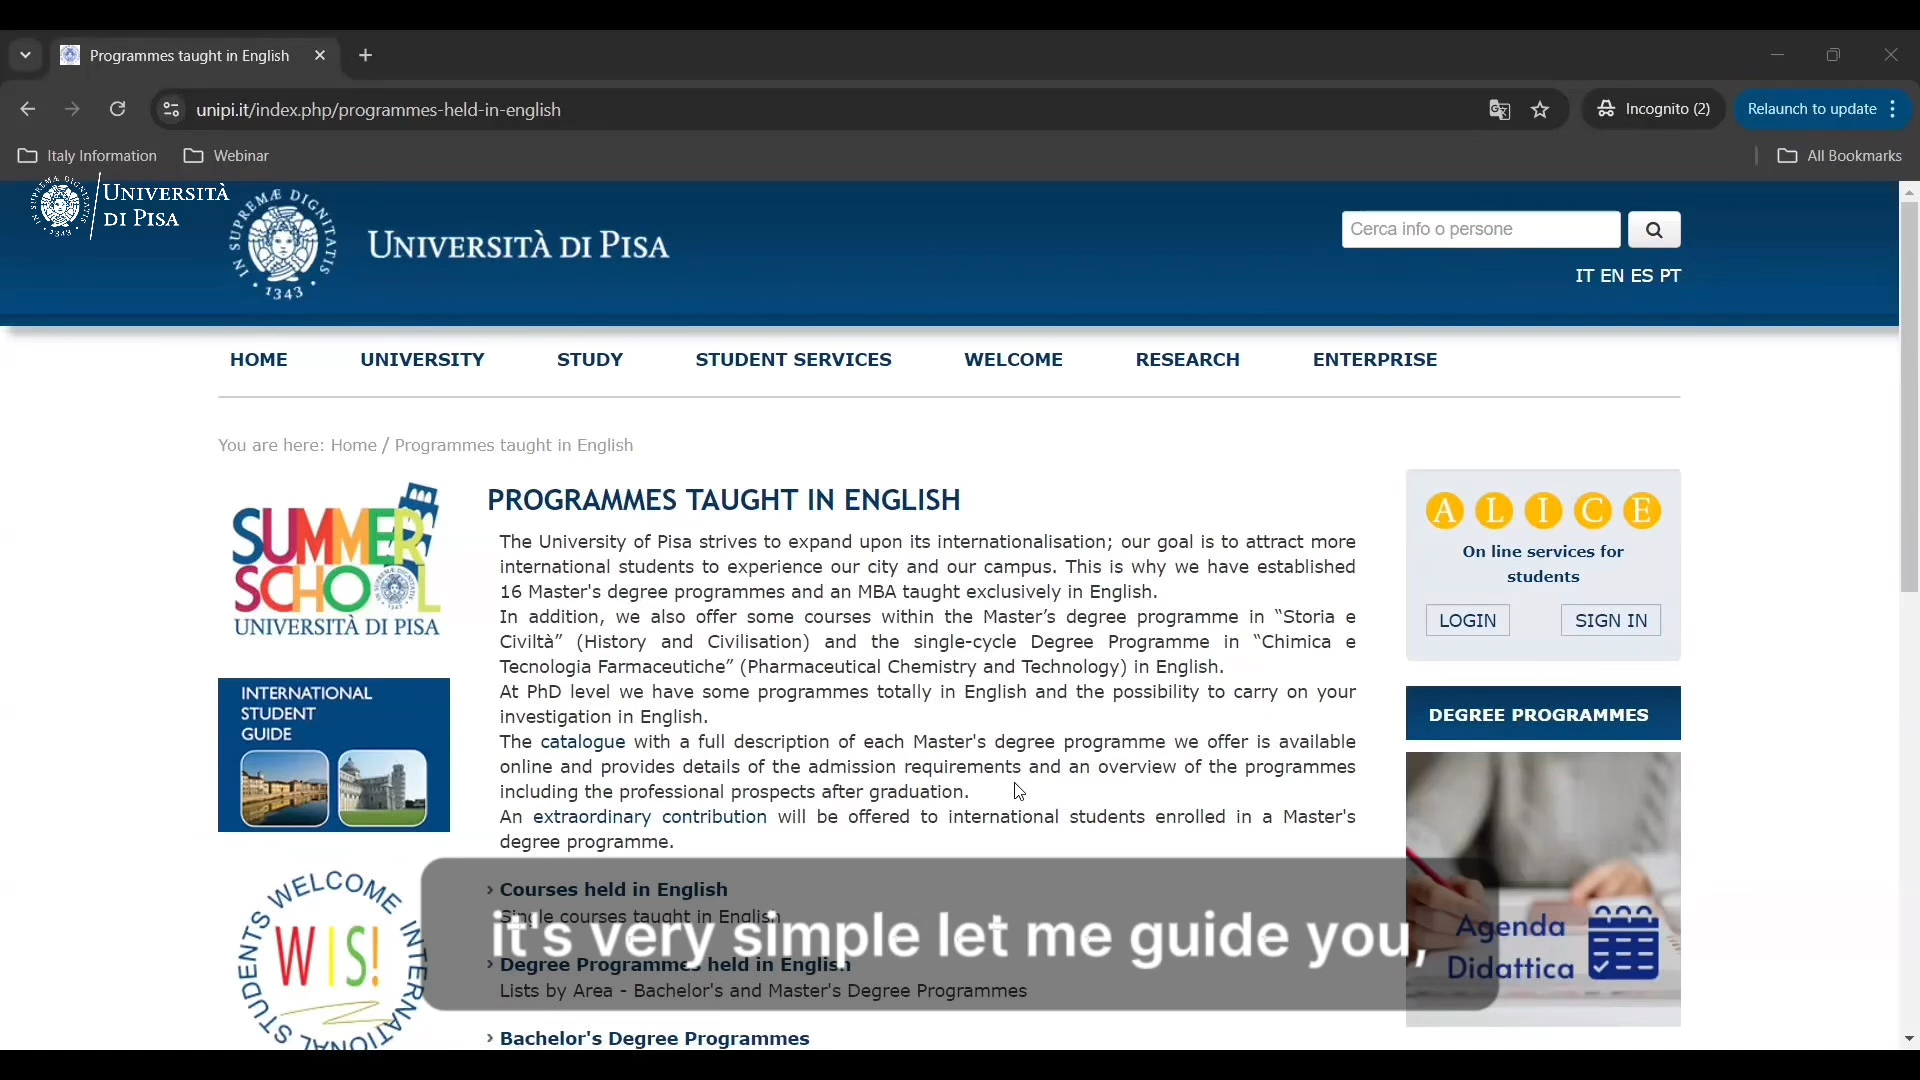 Programmes taught in English
unipi.it/index.php/programmes-held-in-english
Incognito (2)
Relaunch to update
Italy Information
Webinar
All Bookmarks
UNIVERSITÀ
DI PISA
IN SUPREMÆ DIGNITATIS
· 1343 ·
UNIVERSITÀ DI PISA
Cerca info o persone
IT EN ES PT
HOME UNIVERSITY STUDY STUDENT SERVICES WELCOME RESEARCH ENTERPRISE
You are here: Home / Programmes taught in English
SUMMER
SCHOOL
UNIVERSITÀ DI PISA
INTERNATIONAL
STUDENT
GUIDE
WELCOME INTERNATIONAL STUDENTS
WIS!
PROGRAMMES TAUGHT IN ENGLISH
The University of Pisa strives to expand upon its internationalisation; our goal is to attract more
international students to experience our city and our campus. This is why we have established
16 Master's degree programmes and an MBA taught exclusively in English.
In addition, we also offer some courses within the Master’s degree programme in “Storia e
Civiltà” (History and Civilisation) and the single-cycle Degree Programme in “Chimica e
Tecnologia Farmaceutiche” (Pharmaceutical Chemistry and Technology) in English.
At PhD level we have some programmes totally in English and the possibility to carry on your
investigation in English.
The catalogue with a full description of each Master's degree programme we offer is available
online and provides details of the admission requirements and an overview of the programmes
including the professional prospects after graduation.
An extraordinary contribution will be offered to international students enrolled in a Master's
degree programme.
› Courses held in English
Single courses taught in English
it's very simple let me guide you,
› Degree Programmes held in English
Lists by Area - Bachelor's and Master's Degree Programmes
› Bachelor's Degree Programmes
A L I C E
On line services for
students
LOGIN
SIGN IN
DEGREE PROGRAMMES
Agenda
Didattica